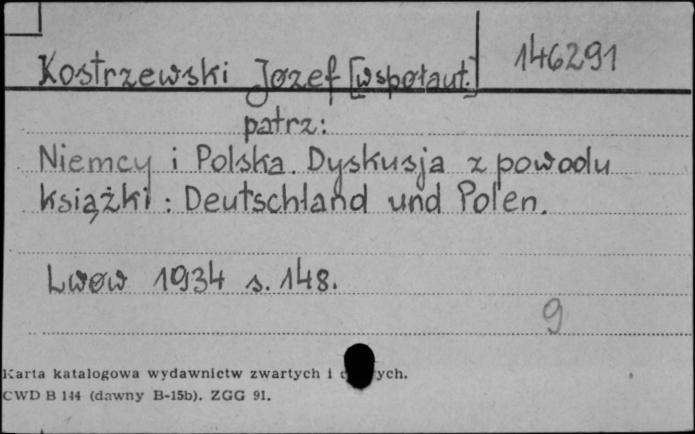 Kostrzewski Józef [współaut.] 146291
patrz:
Niemcy i Polska. Dyskusja z powodu
książki: Deutschland und Polen.
Lwów 1934 s. 148.
9
Karta katalogowa wydawnictw zwartych i
CWD B 144 (dawny B-15b). ZGG 91.